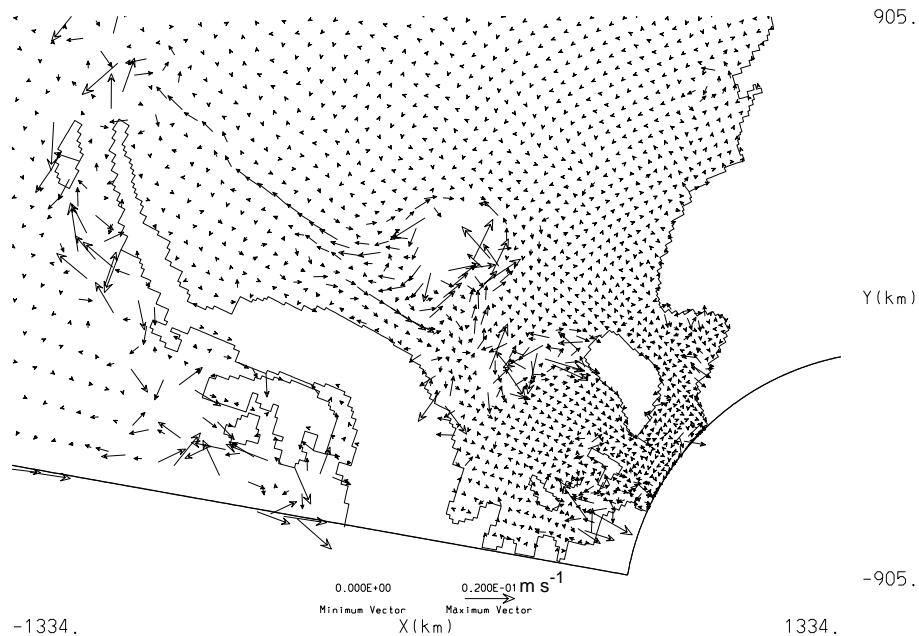 905.
Y(km)
-905.
0.000E+00
0.200E-01 m s-1
Minimum Vector
Maximum Vector
-1334.
X(km)
1334.